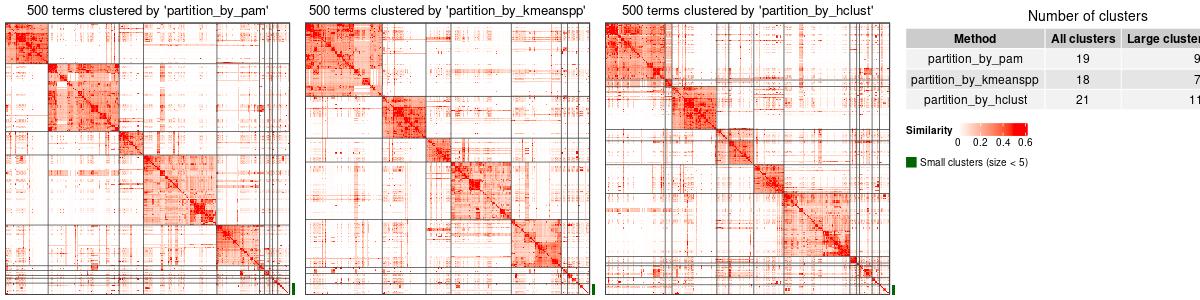 500 terms clustered by 'partition_by_pam'
500 terms clustered by 'partition_by_kmeanspp'
500 terms clustered by 'partition_by_hclust'
Number of clusters
Method All clusters Large cluster
partition_by_pam 19 9
partition_by_kmeanspp 18 7
partition_by_hclust 21 11
Similarity
0 0.2 0.4 0.6
Small clusters (size < 5)